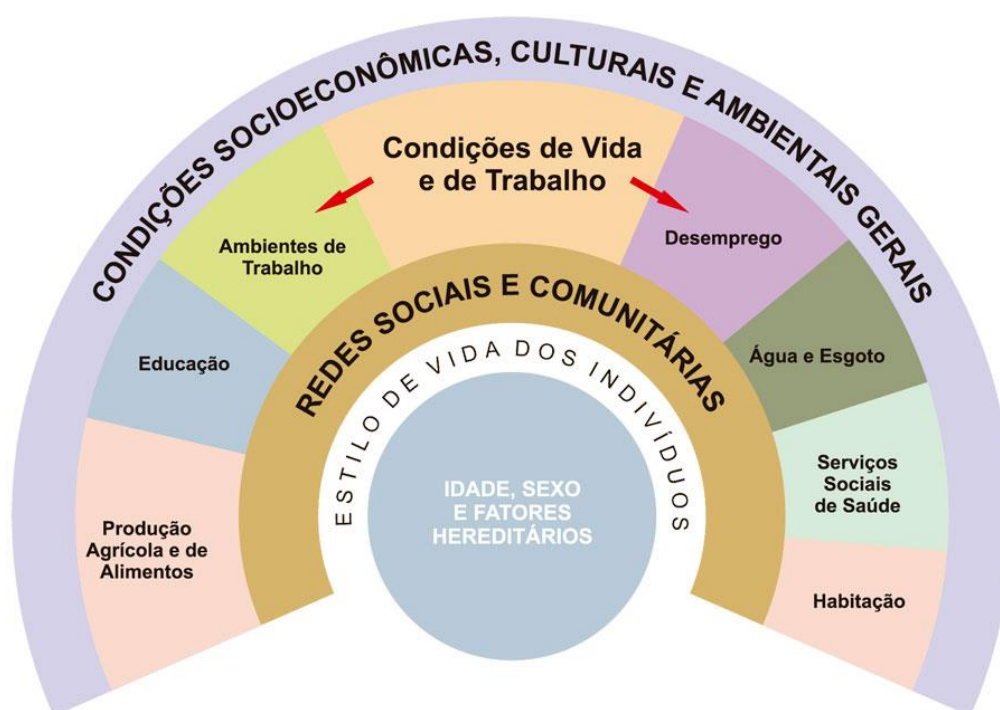 CONDIÇÕES SOCIOECONÔMICAS, CULTURAIS E AMBIENTAIS GERAIS
Condições de Vida
e de Trabalho
Ambientes de
Trabalho
Desemprego
Educação
Água e Esgoto
Produção
Agrícola e de
Alimentos
Serviços
Sociais
de Saúde
Habitação
REDES SOCIAIS E COMUNITÁRIAS
ESTILO DE VIDA DOS INDIVÍDUOS
IDADE, SEXO
E FATORES
HEREDITÁRIOS